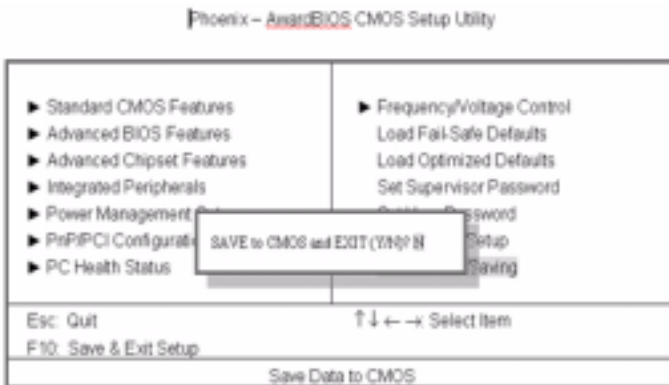 Phoenix – AwardBIOS CMOS Setup Utility
► Standard CMOS Features
► Advanced BIOS Features
► Advanced Chipset Features
► Integrated Peripherals
► Power Management
► PnP/PCI Configurati
► PC Health Status
► Frequency/Voltage Control
Load Fail-Safe Defaults
Load Optimized Defaults
Set Supervisor Password
ssword
Setup
Saving
SAVE to CMOS and EXIT (Y/N)? N
Esc: Quit
F10: Save & Exit Setup
↑↓←→: Select Item
Save Data to CMOS